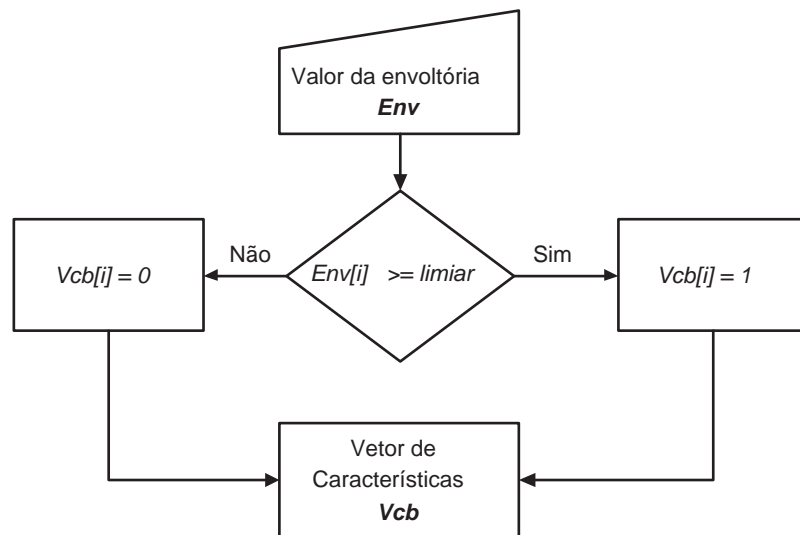 Valor da envoltória
Env
Não
Sim
Vcb[i] = 0
Env[i] >= limiar
Vcb[i] = 1
Vetor de
Características
Vcb